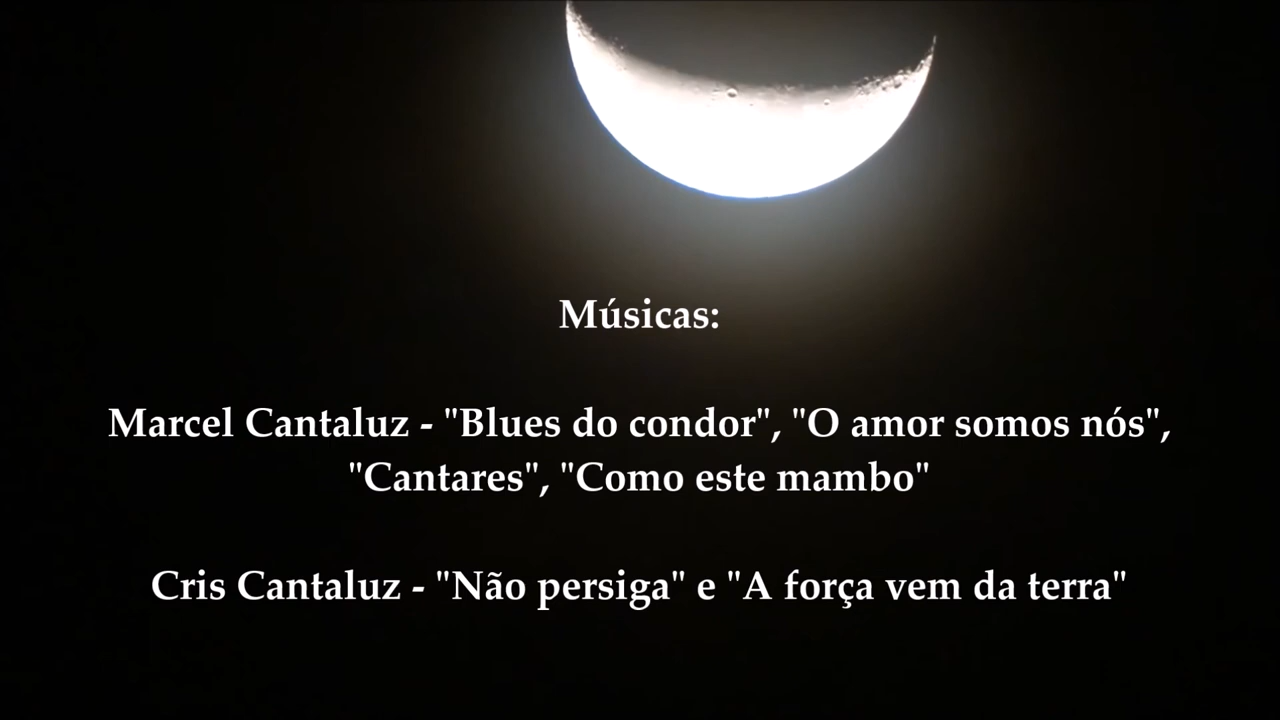 Músicas:
Marcel Cantaluz - "Blues do condor", "O amor somos nós",
"Cantares", "Como este mambo"
Cris Cantaluz - "Não persiga" e "A força vem da terra"